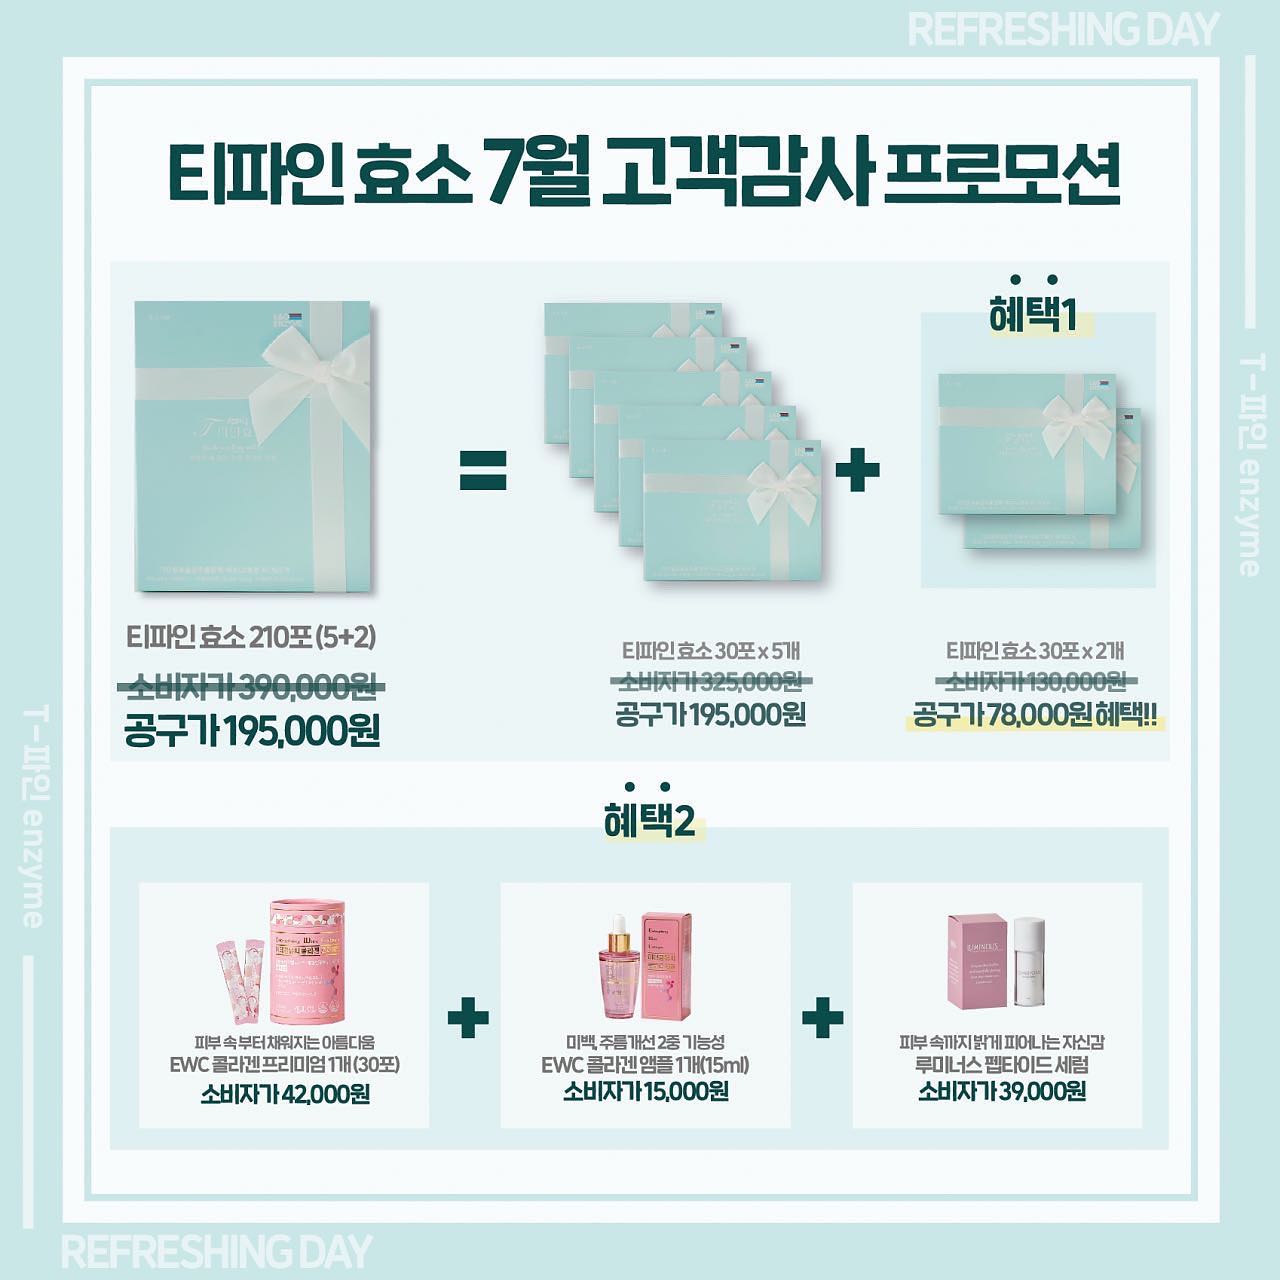 REFRESHING DAY
티파인 효소 7월 고객감사 프로모션
T-파인 enzyme
혜택1
=
+
티파인 효소 210포 (5+2)
소비자가 390,000원
공구가 195,000원
티파인 효소 30포 x 5개
소비자가 325,000원
공구가 195,000원
티파인 효소 30포 x 2개
소비자가 130,000원
공구가 78,000원 혜택!!
혜택2
피부 속 부터 채워지는 아름다움
EWC 콜라겐 프리미엄 1개 (30포)
소비자가 42,000원
+
미백, 주름개선 2중 기능성
EWC 콜라겐 앰플 1개(15ml)
소비자가 15,000원
+
LUMINOUS
피부 속까지 밝게 피어나는 자신감
루미너스 펩타이드 세럼
소비자가 39,000원
T-파인 enzyme
REFRESHING DAY